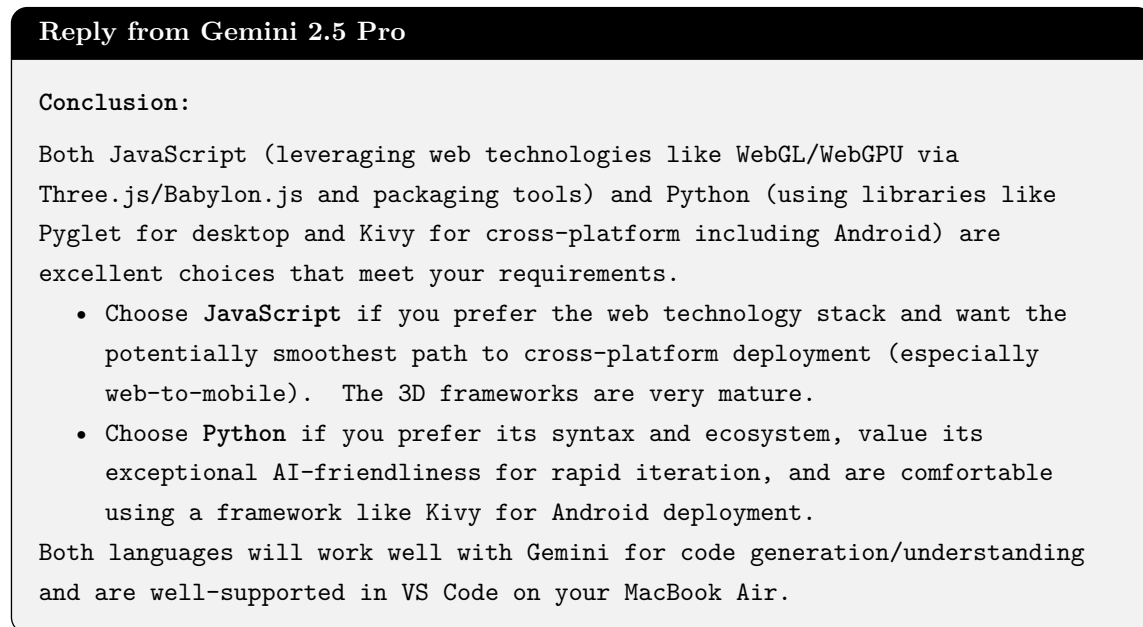 Reply from Gemini 2.5 Pro
Conclusion:
Both JavaScript (leveraging web technologies like WebGL/WebGPU via
Three.js/Babylon.js and packaging tools) and Python (using libraries like
Pyglet for desktop and Kivy for cross-platform including Android) are
excellent choices that meet your requirements.
• Choose JavaScript if you prefer the web technology stack and want the
potentially smoothest path to cross-platform deployment (especially
web-to-mobile). The 3D frameworks are very mature.
• Choose Python if you prefer its syntax and ecosystem, value its
exceptional AI-friendliness for rapid iteration, and are comfortable
using a framework like Kivy for Android deployment.
Both languages will work well with Gemini for code generation/understanding
and are well-supported in VS Code on your MacBook Air.